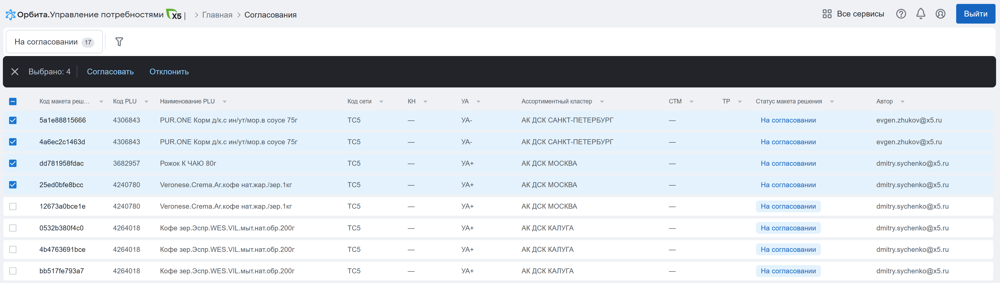 Орбита.Управление потребностями X5 | > Главная > Согласования Все сервисы Выйти
На согласовании 17
Выбрано: 4 Согласовать Отклонить
Код макета реш... Код PLU Наименование PLU Код сети КН УА Ассортиментный кластер СТМ ТР Статус макета решения Автор
5a1e88815666 4306843 PUR.ONE Корм д/к.с ин/ут/мор.в соусе 75г ТС5 — УА- АК ДСК САНКТ-ПЕТЕРБУРГ — На согласовании evgen.zhukov@x5.ru
4a6ec2c1463d 4306843 PUR.ONE Корм д/к.с ин/ут/мор.в соусе 75г ТС5 — УА- АК ДСК САНКТ-ПЕТЕРБУРГ — На согласовании evgen.zhukov@x5.ru
dd781958fdac 3682957 Рожок К ЧАЮ 80г ТС5 — УА+ АК ДСК МОСКВА — На согласовании dmitry.sychenko@x5.ru
25ed0bfe8bcc 4240780 Veronese.Crema.Ar.кофе нат.жар./зер.1кг ТС5 — УА+ АК ДСК МОСКВА — На согласовании dmitry.sychenko@x5.ru
12673a0bce1e 4240780 Veronese.Crema.Ar.кофе нат.жар./зер.1кг ТС5 — УА+ АК ДСК МОСКВА — На согласовании dmitry.sychenko@x5.ru
0532b380f4c0 4264018 Кофе зер.Эспр.WES.VIL.мыт.нат.обр.200г ТС5 — УА+ АК ДСК КАЛУГА — На согласовании dmitry.sychenko@x5.ru
4b4763691bce 4264018 Кофе зер.Эспр.WES.VIL.мыт.нат.обр.200г ТС5 — УА+ АК ДСК КАЛУГА — На согласовании dmitry.sychenko@x5.ru
bb517fe793a7 4264018 Кофе зер.Эспр.WES.VIL.мыт.нат.обр.200г ТС5 — УА+ АК ДСК КАЛУГА — На согласовании dmitry.sychenko@x5.ru